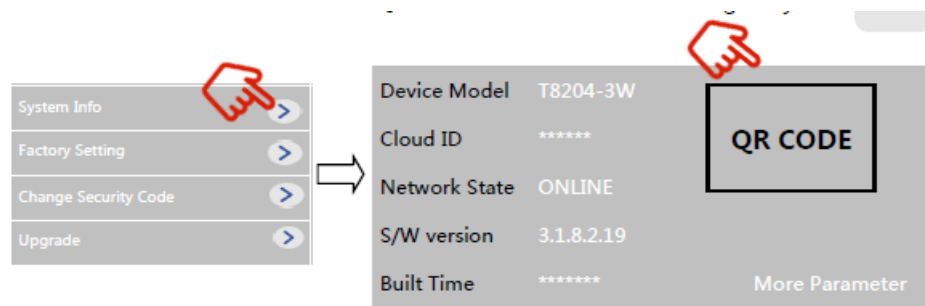 System Info
Factory Setting
Change Security Code
Upgrade
Device Model T8204-3W
Cloud ID ******
QR CODE
Network State ONLINE
S/W version 3.1.8.2.19
Built Time *******
More Parameter